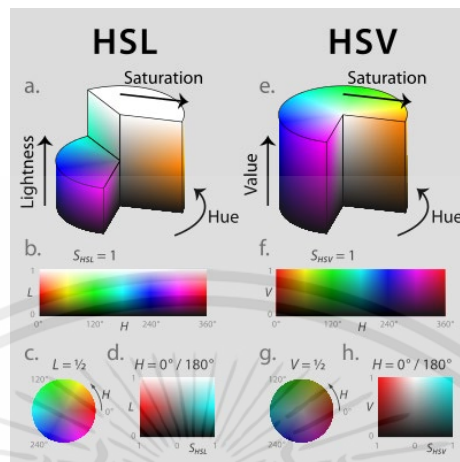 HSL
HSV
a.
Saturation
Lightness
Hue
e.
Saturation
Value
Hue
b.
S_HSL = 1
1
L
0
0°
120°
H
240°
360°
f.
S_HSV = 1
1
V
0
0°
120°
H
240°
360°
c.
L = ½
120°
H
0°
240°
d.
H = 0° / 180°
1
L
0
1
0
S_HSL
1
g.
V = ½
120°
H
0°
240°
h.
H = 0° / 180°
1
V
0
1
0
S_HSV
1